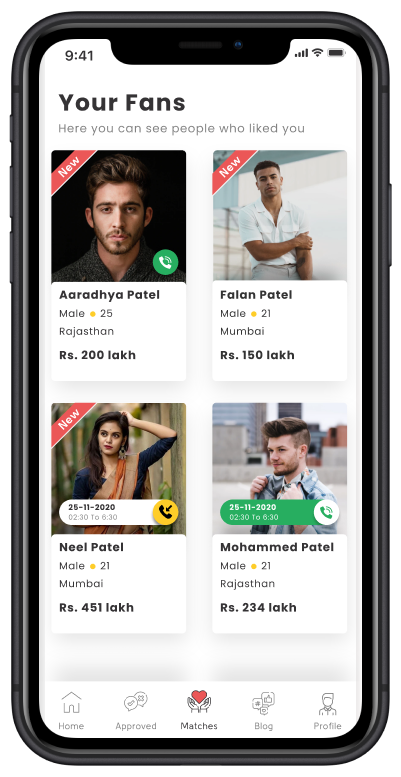 9:41
Your Fans
Here you can see people who liked you
New
New
Aaradhya Patel
Male 25
Rajasthan
Rs. 200 lakh
Falan Patel
Male 21
Mumbai
Rs. 150 lakh
New
25-11-2020
02:30 To 6:30
25-11-2020
02:30 To 6:30
Neel Patel
Male 21
Mumbai
Rs. 451 lakh
Mohammed Patel
Male 21
Rajasthan
Rs. 234 lakh
Home
Approved
Matches
Blog
Profile